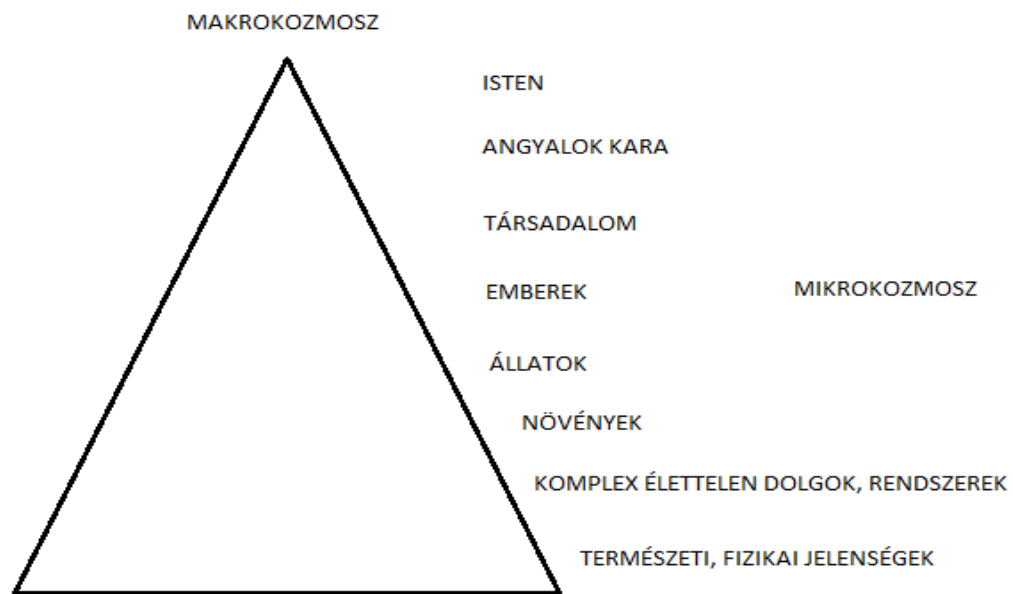 MAKROKOZMOSZ
ISTEN
ANGYALOK KARA
TÁRSADALOM
EMBEREK
MIKROKOZMOSZ
ÁLLATOK
NÖVÉNYEK
KOMPLEX ÉLETTELEN DOLGOK, RENDSZEREK
TERMÉSZETI, FIZIKAI JELENSÉGEK